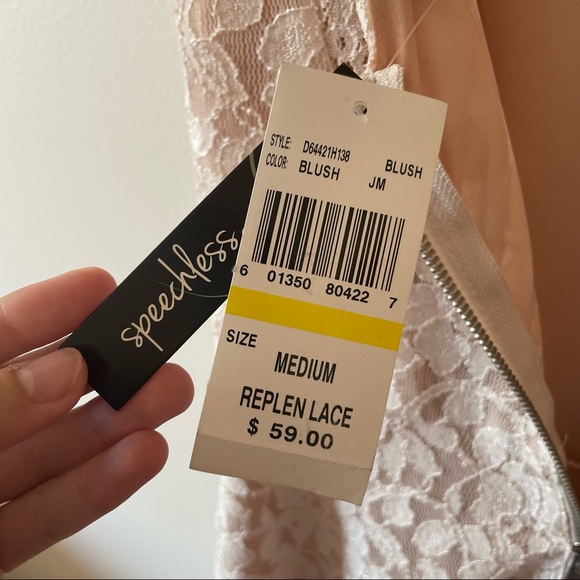 STYLE: D64421H138 BLUSH
COLOR: BLUSH JM
6 01350 80422 7
SIZE MEDIUM
REPLEN LACE
$ 59.00
speechless